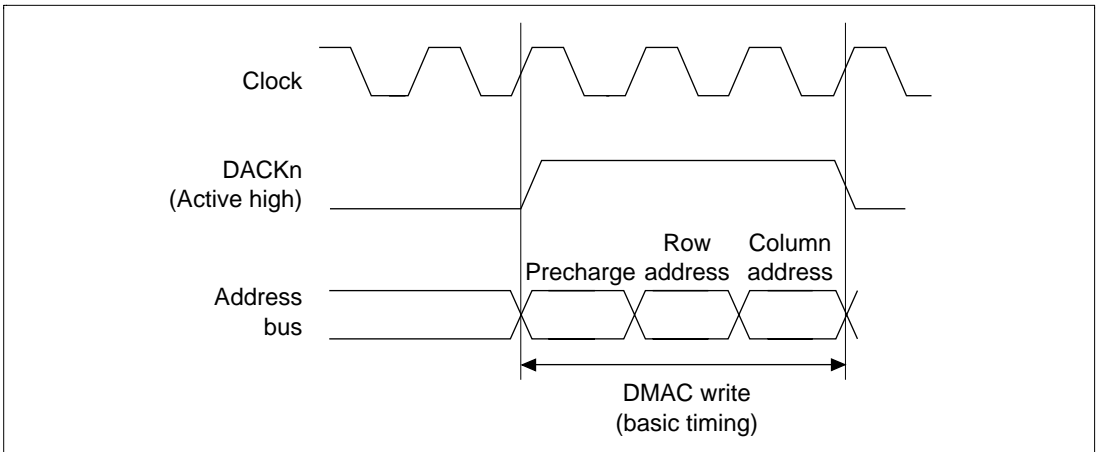 Clock
DACKn
(Active high)
Row
address
Column
address
Precharge
Address
bus
DMAC write
(basic timing)